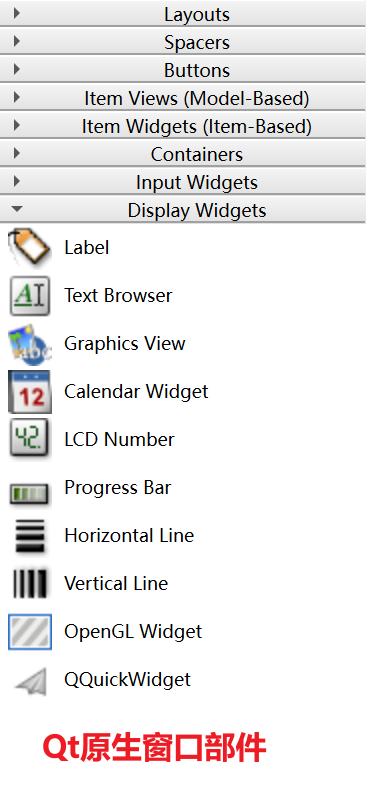 Layouts
Spacers
Buttons
Item Views (Model-Based)
Item Widgets (Item-Based)
Containers
Input Widgets
Display Widgets
Label
AI Text Browser
abc Graphics View
12 Calendar Widget
42. LCD Number
Progress Bar
Horizontal Line
Vertical Line
OpenGL Widget
QQuickWidget
Qt原生窗口部件